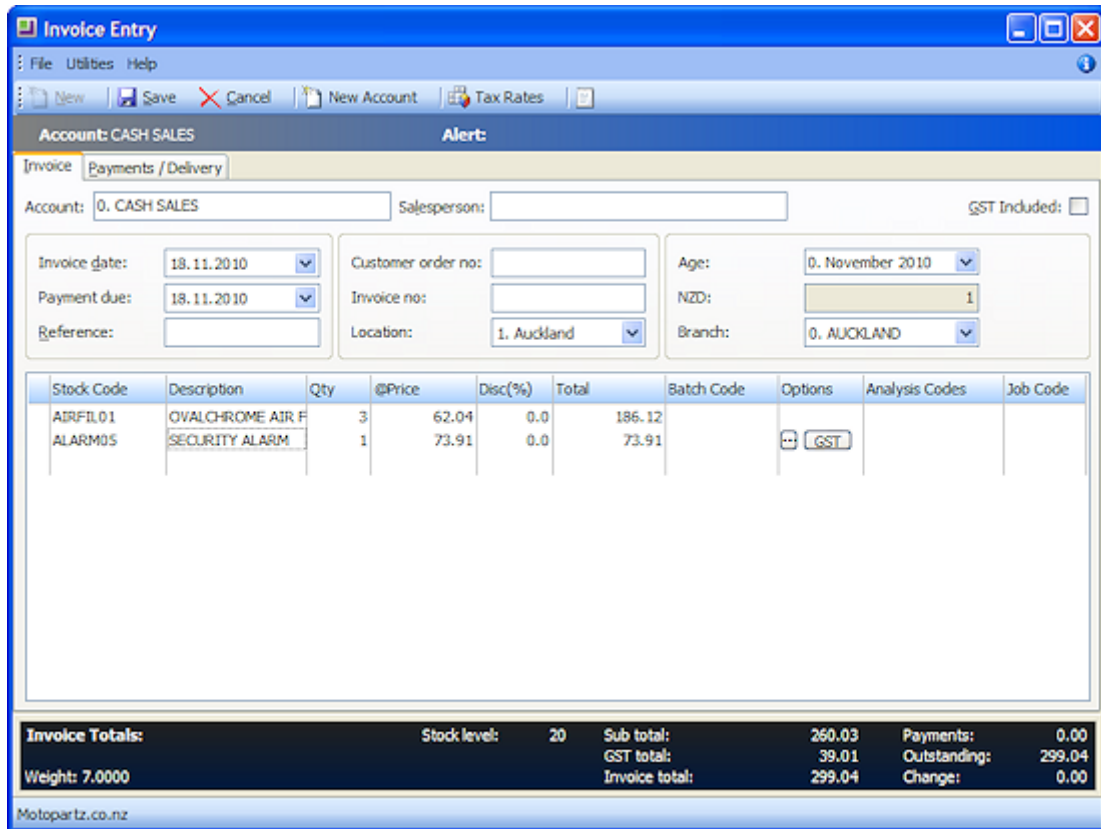 Invoice Entry
File Utilities Help
New Save Cancel New Account Tax Rates
Account: CASH SALES Alert:
Invoice Payments / Delivery
Account: 0. CASH SALES Salesperson: GST Included:
Invoice date: 18.11.2010 Customer order no: Age: 0. November 2010
Payment due: 18.11.2010 Invoice no: NZD: 1
Reference: Location: 1. Auckland Branch: 0. AUCKLAND
Stock Code Description Qty @Price Disc(%) Total Batch Code Options Analysis Codes Job Code
AIRFIL01 OVALCHROME AIR F 3 62.04 0.0 186.12
ALARM05 SECURITY ALARM 1 73.91 0.0 73.91 ... GST
Invoice Totals: Stock level: 20 Sub total: 260.03 Payments: 0.00
GST total: 39.01 Outstanding: 299.04
Weight: 7.0000 Invoice total: 299.04 Change: 0.00
Motopartz.co.nz